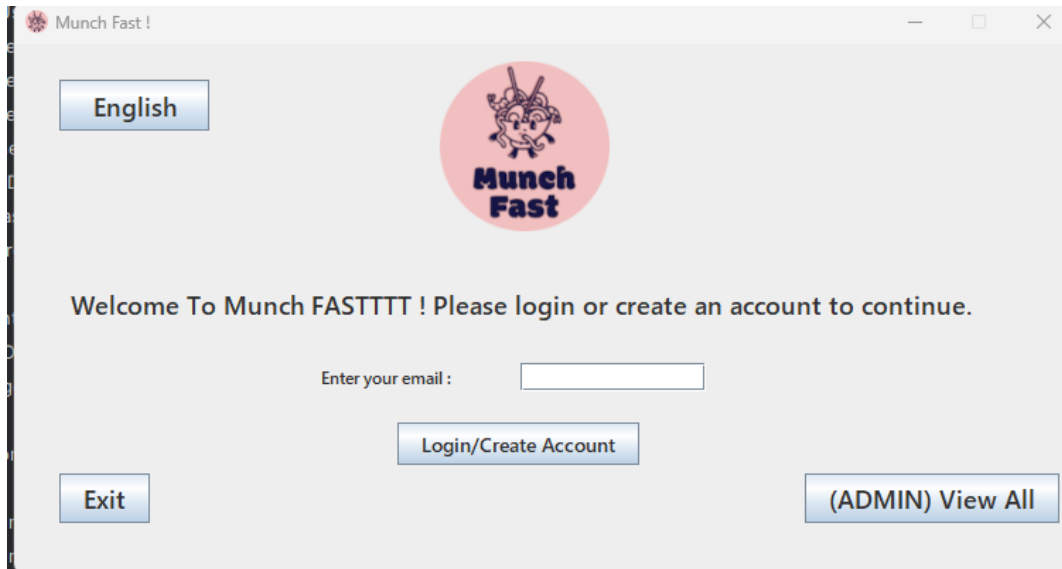 Munch Fast !
English
Munch
Fast
Welcome To Munch FASTTTT ! Please login or create an account to continue.
Enter your email :
Login/Create Account
Exit
(ADMIN) View All